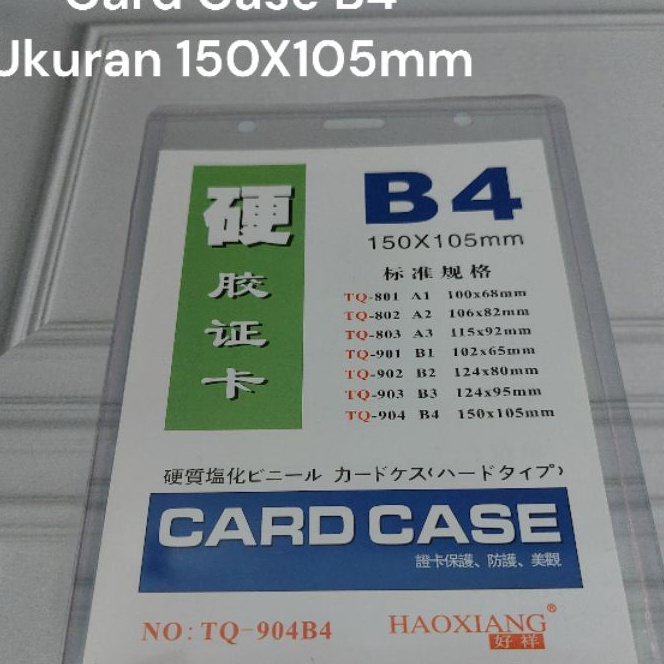 Card Case B4
Ukuran 150X105mm
硬
胶
证
卡
B4
150X105mm
标准规格
TQ-801 A1 100x68mm
TQ-802 A2 106x82mm
TQ-803 A3 115x92mm
TQ-901 B1 102x65mm
TQ-902 B2 124x80mm
TQ-903 B3 124x95mm
TQ-904 B4 150x105mm
硬質塩化ビニール カードケス(ハードタイプ)
CARD CASE
證卡保護、防護、美觀
NO: TQ-904B4
HAOXIANG®
好祥